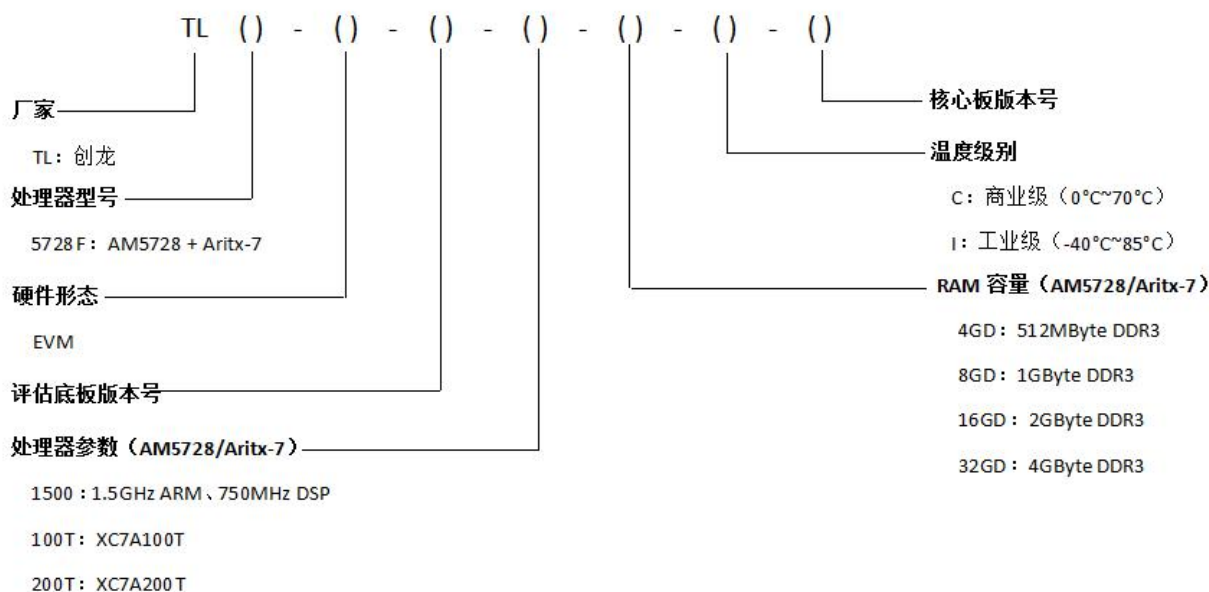 TL () - () - () - () - () - () - ()
厂家
TL：创龙
处理器型号
5728F：AM5728 + Aritx-7
硬件形态
EVM
评估底板版本号
处理器参数（AM5728/Aritx-7）
1500：1.5GHz ARM、750MHz DSP
100T：XC7A100T
200T：XC7A200T
核心板版本号
温度级别
C：商业级（0°C~70°C）
I：工业级（-40°C~85°C）
RAM 容量（AM5728/Aritx-7）
4GD：512MByte DDR3
8GD：1GByte DDR3
16GD：2GByte DDR3
32GD：4GByte DDR3